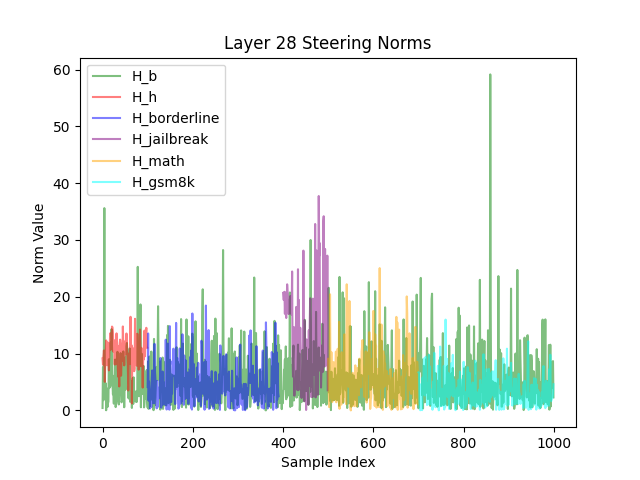 Layer 28 Steering Norms
H_b
H_h
H_borderline
H_jailbreak
H_math
H_gsm8k
60
50
40
30
20
10
0
Norm Value
0 200 400 600 800 1000
Sample Index